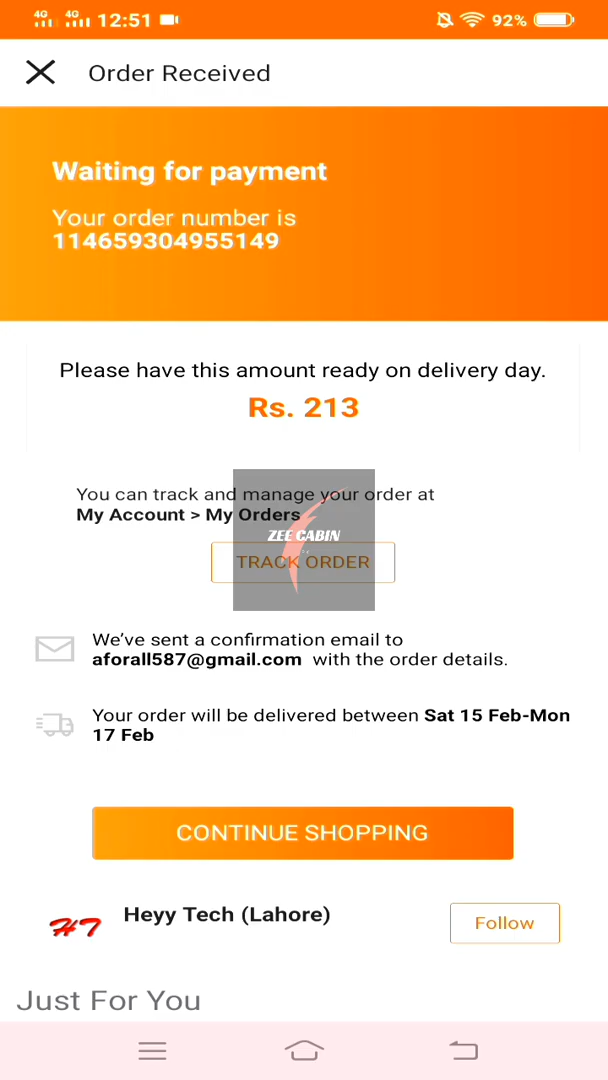 4G 4G 12:51 92%
Order Received
Waiting for payment
Your order number is
114659304955149
Please have this amount ready on delivery day.
Rs. 213
You can track and manage your order at
My Account > My Orders
ZEE CABIN
TRACK ORDER
We've sent a confirmation email to
aforall587@gmail.com with the order details.
Your order will be delivered between Sat 15 Feb-Mon
17 Feb
CONTINUE SHOPPING
HT
Heyy Tech (Lahore)
Follow
Just For You